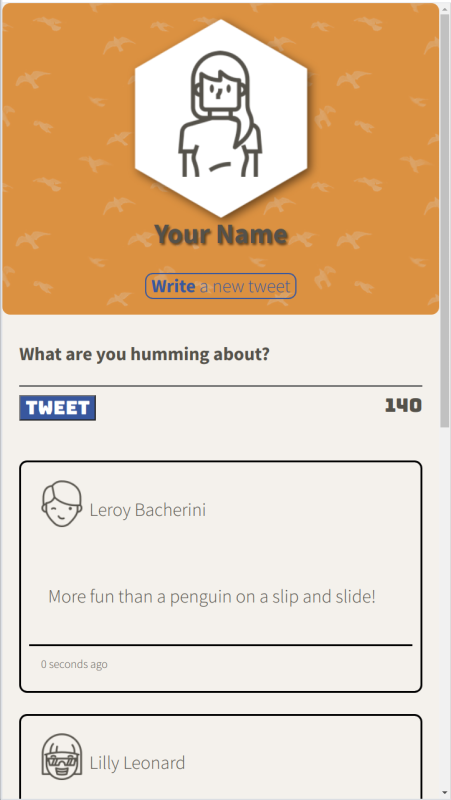 Your Name
Write a new tweet
What are you humming about?
TWEET
140
Leroy Bacherini
More fun than a penguin on a slip and slide!
0 seconds ago
Lilly Leonard